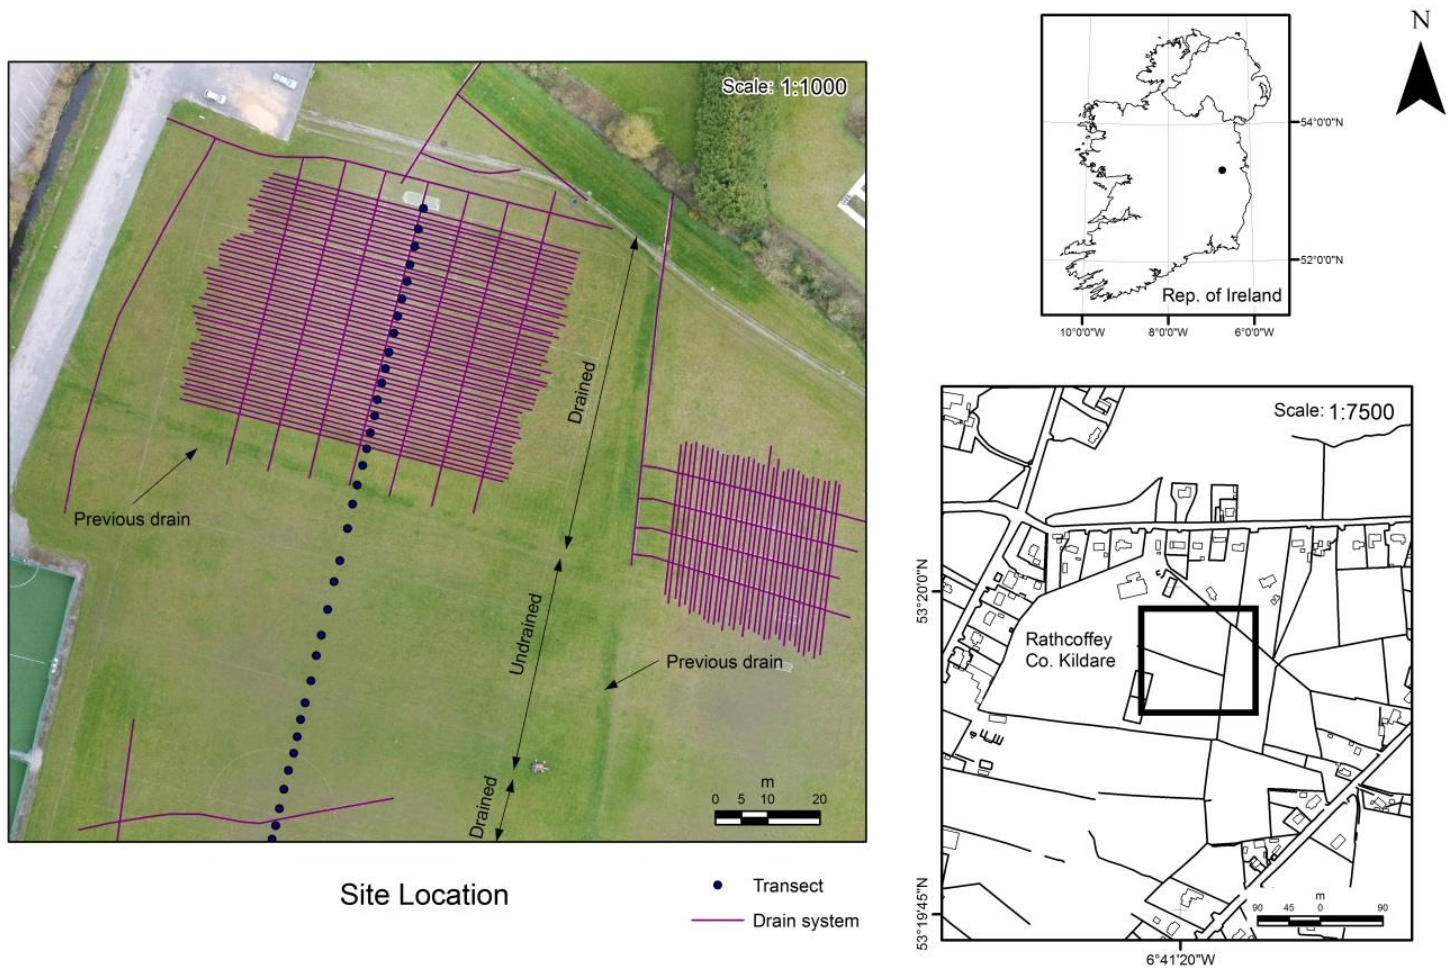 Scale: 1:1000
Drained
Previous drain
Undrained
Previous drain
Drained
m
0 5 10 20
Site Location
Transect
Drain system
N
54°0'0"N
52°0'0"N
Rep. of Ireland
10°0'0"W 8°0'0"W 6°0'0"W
Scale: 1:7500
53°20'0"N
Rathcoffey
Co. Kildare
53°19'45"N
m
90 45 0 90
6°41'20"W